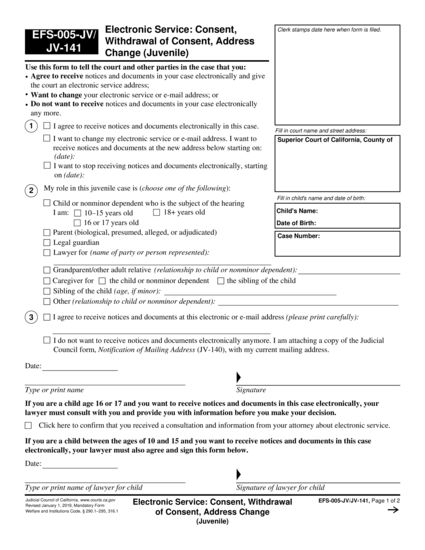 EFS-005-JV/
JV-141
Electronic Service: Consent,
Withdrawal of Consent, Address
Change (Juvenile)
Clerk stamps date here when form is filed.
Use this form to tell the court and other parties in the case that you:
• Agree to receive notices and documents in your case electronically and give
the court an electronic service address;
• Want to change your electronic service or e-mail address; or
• Do not want to receive notices and documents in your case electronically
any more.
1 I agree to receive notices and documents electronically in this case.
I want to change my electronic service or e-mail address. I want to
receive notices and documents at the new address below starting on:
(date):
I want to stop receiving notices and documents electronically, starting
on (date):
Fill in court name and street address:
Superior Court of California, County of
2 My role in this juvenile case is (choose one of the following):
Child or nonminor dependent who is the subject of the hearing
I am: 10–15 years old 18+ years old
16 or 17 years old
Parent (biological, presumed, alleged, or adjudicated)
Legal guardian
Lawyer for (name of party or person represented):
Fill in child's name and date of birth:
Child's Name:
Date of Birth:
Case Number:
Grandparent/other adult relative (relationship to child or nonminor dependent):
Caregiver for the child or nonminor dependent the sibling of the child
Sibling of the child (age, if minor):
Other (relationship to child or nonminor dependent):
3 I agree to receive notices and documents at this electronic or e-mail address (please print carefully):
I do not want to receive notices and documents electronically anymore. I am attaching a copy of the Judicial
Council form, Notification of Mailing Address (JV-140), with my current mailing address.
Date:
Type or print name
Signature
If you are a child age 16 or 17 and you want to receive notices and documents in this case electronically, your
lawyer must consult with you and provide you with information before you make your decision.
Click here to confirm that you received a consultation and information from your attorney about electronic service.
If you are a child between the ages of 10 and 15 and you want to receive notices and documents in this case
electronically, your lawyer must also agree and sign this form below.
Date:
Type or print name of lawyer for child
Signature of lawyer for child
Judicial Council of California, www.courts.ca.gov
Revised January 1, 2019, Mandatory Form
Welfare and Institutions Code, § 290.1–295, 316.1
Electronic Service: Consent, Withdrawal
of Consent, Address Change
(Juvenile)
EFS-005-JV/JV-141, Page 1 of 2